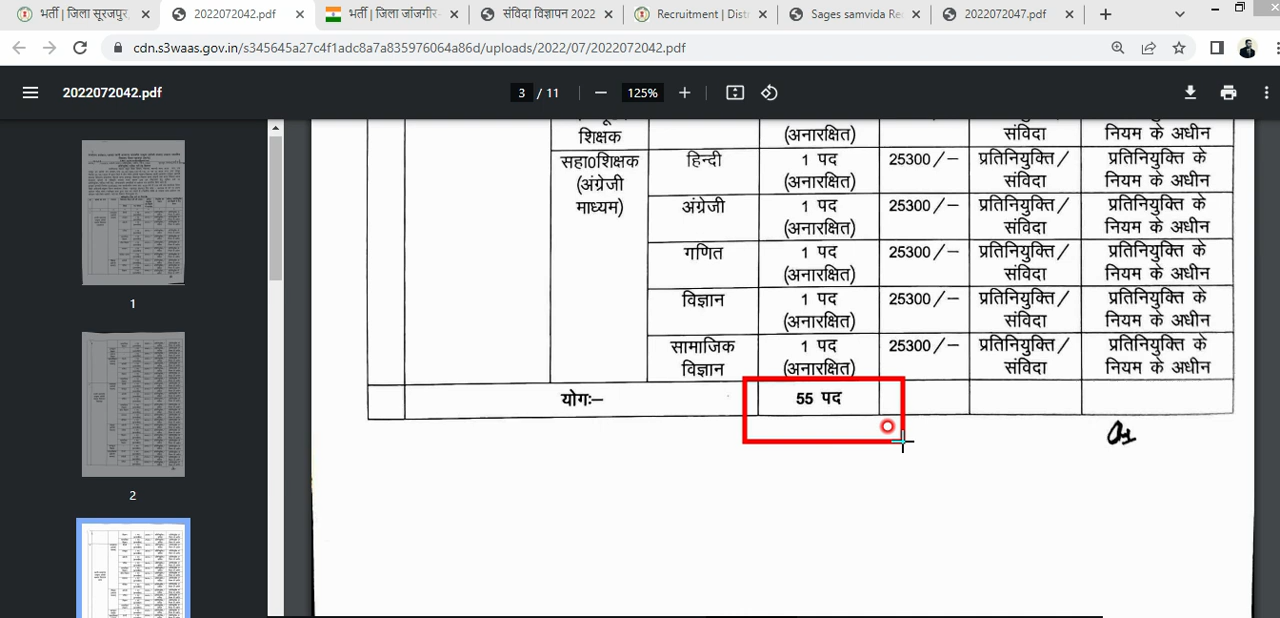 भर्ती | जिला सूरजपुर,
2022072042.pdf
भर्ती | जिला जांजगीर-
संविदा विज्ञापन 2022
Recruitment | Distr
Sages samvida Re
2022072047.pdf
cdn.s3waas.gov.in/s345645a27c4f1adc8a7a835976064a86d/uploads/2022/07/2022072042.pdf
2022072042.pdf
3 / 11
125%
शिक्षक
(अनारक्षित)
संविदा
नियम के अधीन
सहा0शिक्षक
(अंग्रेजी
माध्यम)
हिन्दी
1 पद
(अनारक्षित)
25300/–
प्रतिनियुक्ति/
संविदा
प्रतिनियुक्ति के
नियम के अधीन
अंग्रेजी
1 पद
(अनारक्षित)
25300/–
प्रतिनियुक्ति/
संविदा
प्रतिनियुक्ति के
नियम के अधीन
गणित
1 पद
(अनारक्षित)
25300/–
प्रतिनियुक्ति/
संविदा
प्रतिनियुक्ति के
नियम के अधीन
विज्ञान
1 पद
(अनारक्षित)
25300/–
प्रतिनियुक्ति/
संविदा
प्रतिनियुक्ति के
नियम के अधीन
सामाजिक
विज्ञान
1 पद
(अनारक्षित)
25300/–
प्रतिनियुक्ति/
संविदा
प्रतिनियुक्ति के
नियम के अधीन
योगः–
55 पद
1
2